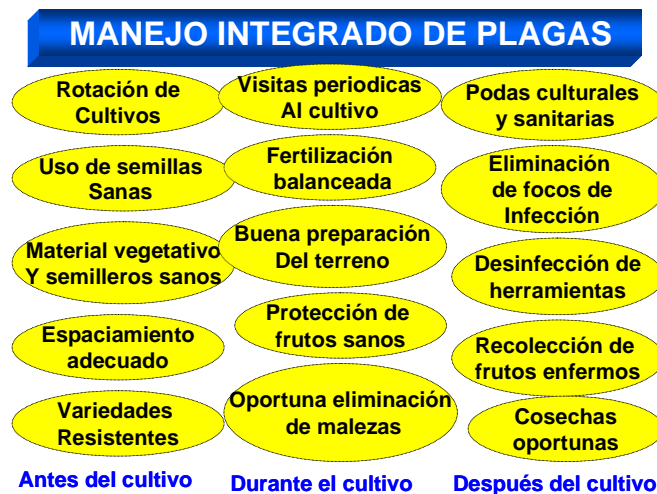 MANEJO INTEGRADO DE PLAGAS
Rotación de
Cultivos
Uso de semillas
Sanas
Material vegetativo
Y semilleros sanos
Espaciamiento
adecuado
Variedades
Resistentes
Antes del cultivo
Visitas periodicas
Al cultivo
Fertilización
balanceada
Buena preparación
Del terreno
Protección de
frutos sanos
Oportuna eliminación
de malezas
Durante el cultivo
Podas culturales
y sanitarias
Eliminación
de focos de
Infección
Desinfección de
herramientas
Recolección de
frutos enfermos
Cosechas
oportunas
Después del cultivo